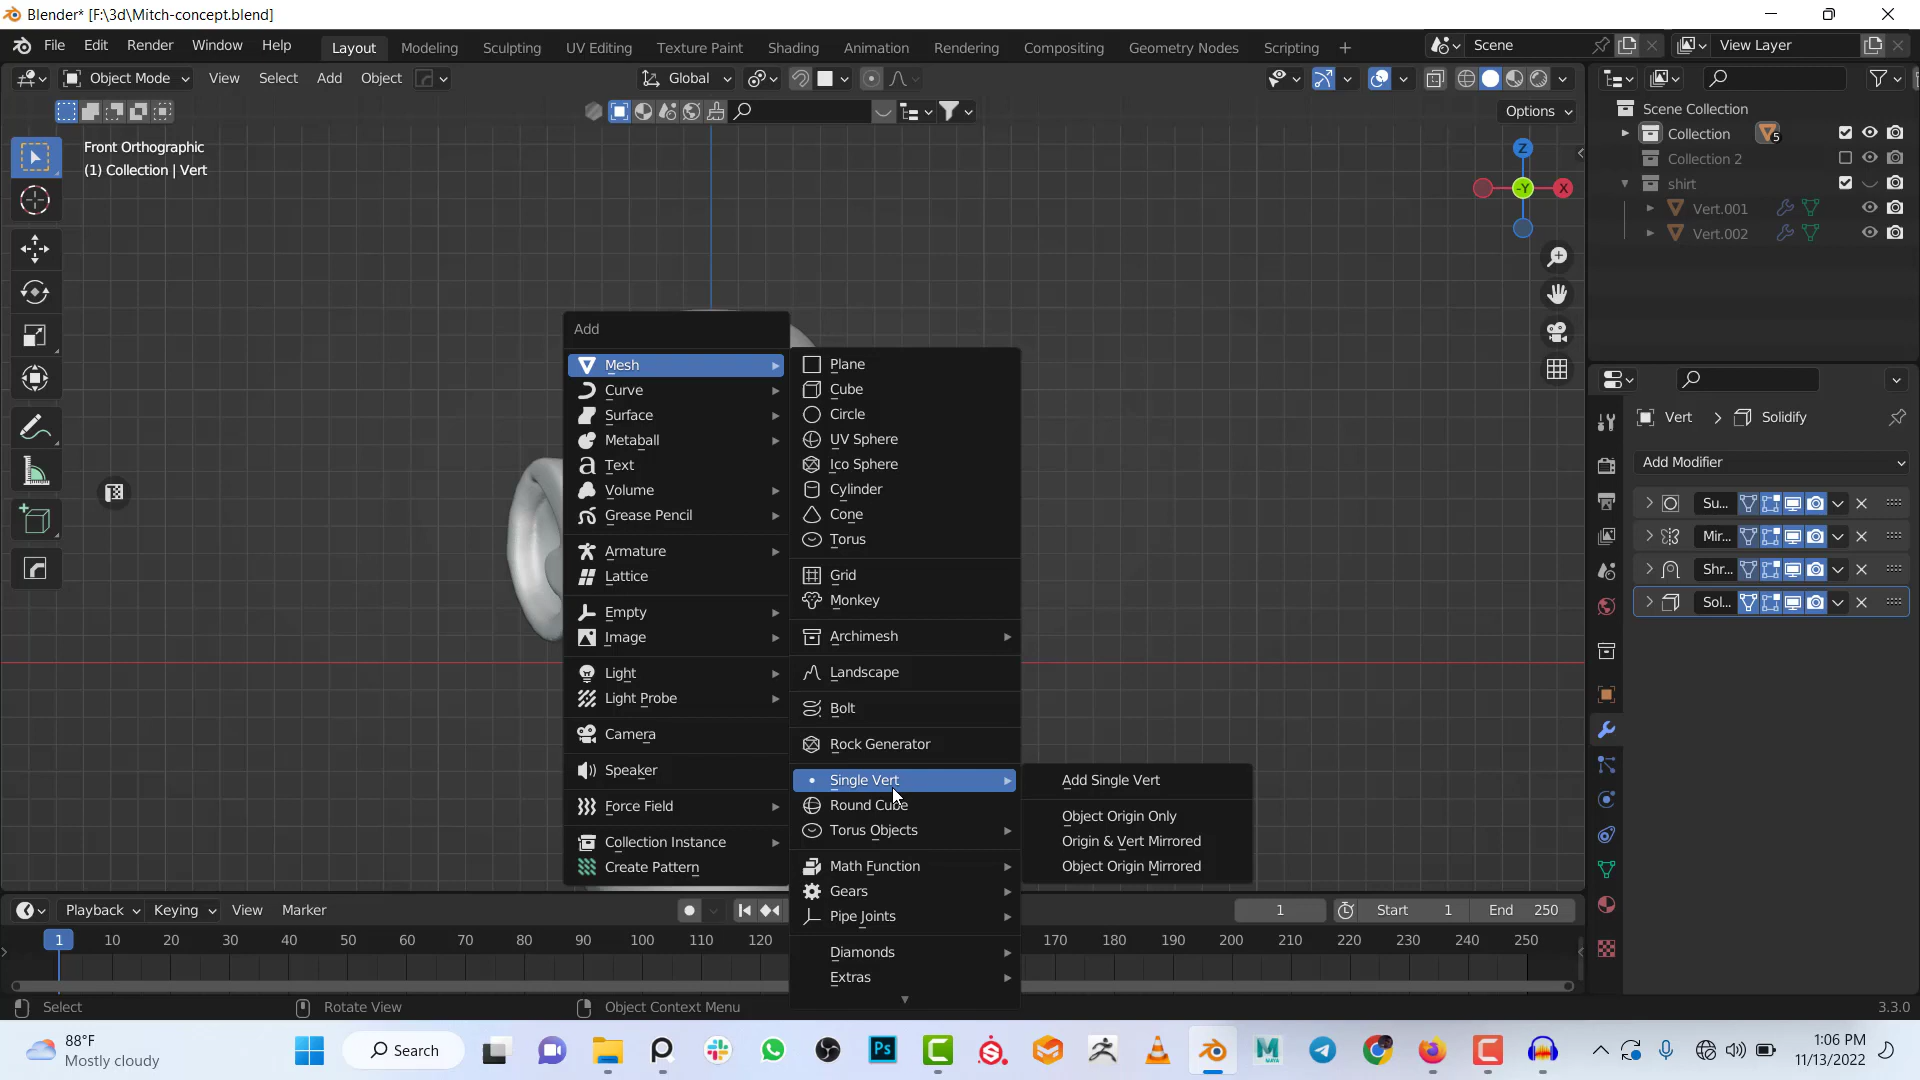 Blender* [F:\3d\Mitch-concept.blend]
File Edit Render Window Help Layout Modeling Sculpting UV Editing Texture Paint Shading Animation Rendering Compositing Geometry Nodes Scripting + Scene View Layer
Object Mode View Select Add Object Global
Options
Front Orthographic
(1) Collection | Vert
Z
-Y X
Scene Collection
Collection 5
Collection 2
shirt
Vert.001
Vert.002
Vert > Solidify
Add Modifier
Su...
Mir...
Shr...
Sol...
Add
Mesh
Curve
Surface
Metaball
Text
Volume
Grease Pencil
Armature
Lattice
Empty
Image
Light
Light Probe
Camera
Speaker
Force Field
Collection Instance
Create Pattern
Plane
Cube
Circle
UV Sphere
Ico Sphere
Cylinder
Cone
Torus
Grid
Monkey
Archimesh
Landscape
Bolt
Rock Generator
Single Vert
Round Cube
Torus Objects
Math Function
Gears
Pipe Joints
Diamonds
Extras
Add Single Vert
Object Origin Only
Origin & Vert Mirrored
Object Origin Mirrored
Playback Keying View Marker 1 Start 1 End 250
1 10 20 30 40 50 60 70 80 90 100 110 120 170 180 190 200 210 220 230 240 250
Select Rotate View Object Context Menu 3.3.0
88°F
Mostly cloudy
Search
Ps
MAYA
1:06 PM
11/13/2022